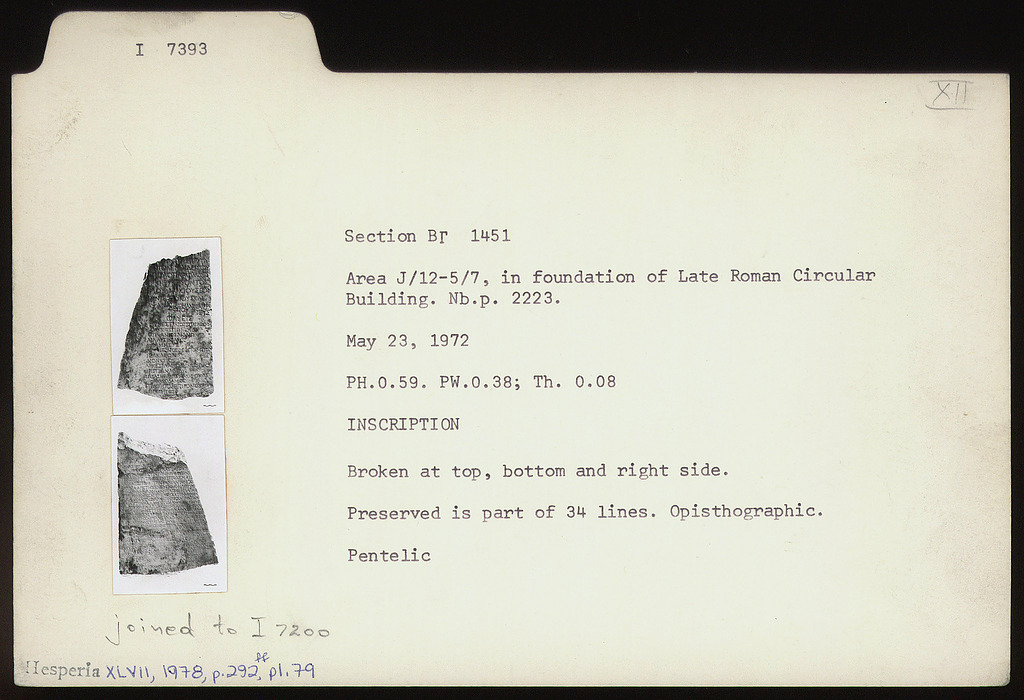 I 7393
XII
Section Br 1451
Area J/12-5/7, in foundation of Late Roman Circular
Building. Nb.p. 2223.
May 23, 1972
PH.0.59. PW.0.38; Th. 0.08
INSCRIPTION
Broken at top, bottom and right side.
Preserved is part of 34 lines. Opisthographic.
Pentelic
joined to I 7200
Hesperia XLVII, 1978, p.292 ff, pl.79